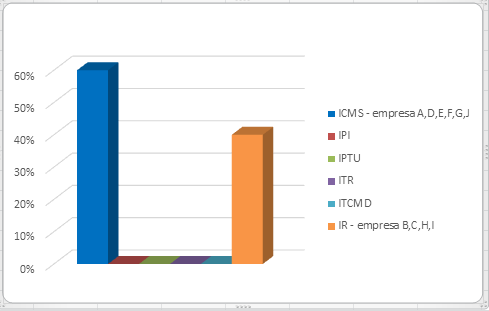 60%
50%
40%
30%
20%
10%
0%
ICMS - empresa A,D,E,F,G,J
IPI
IPTU
ITR
ITCMD
IR - empresa B,C,H,I